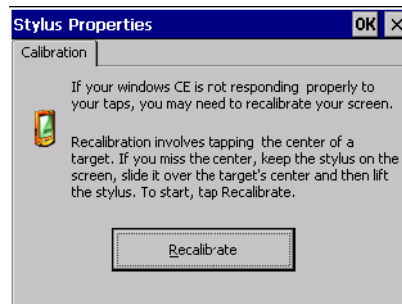 Stylus Properties OK ×
Calibration
If your windows CE is not responding properly to
your taps, you may need to recalibrate your screen.
Recalibration involves tapping the center of a
target. If you miss the center, keep the stylus on the
screen, slide it over the target's center and then lift
the stylus. To start, tap Recalibrate.
Recalibrate